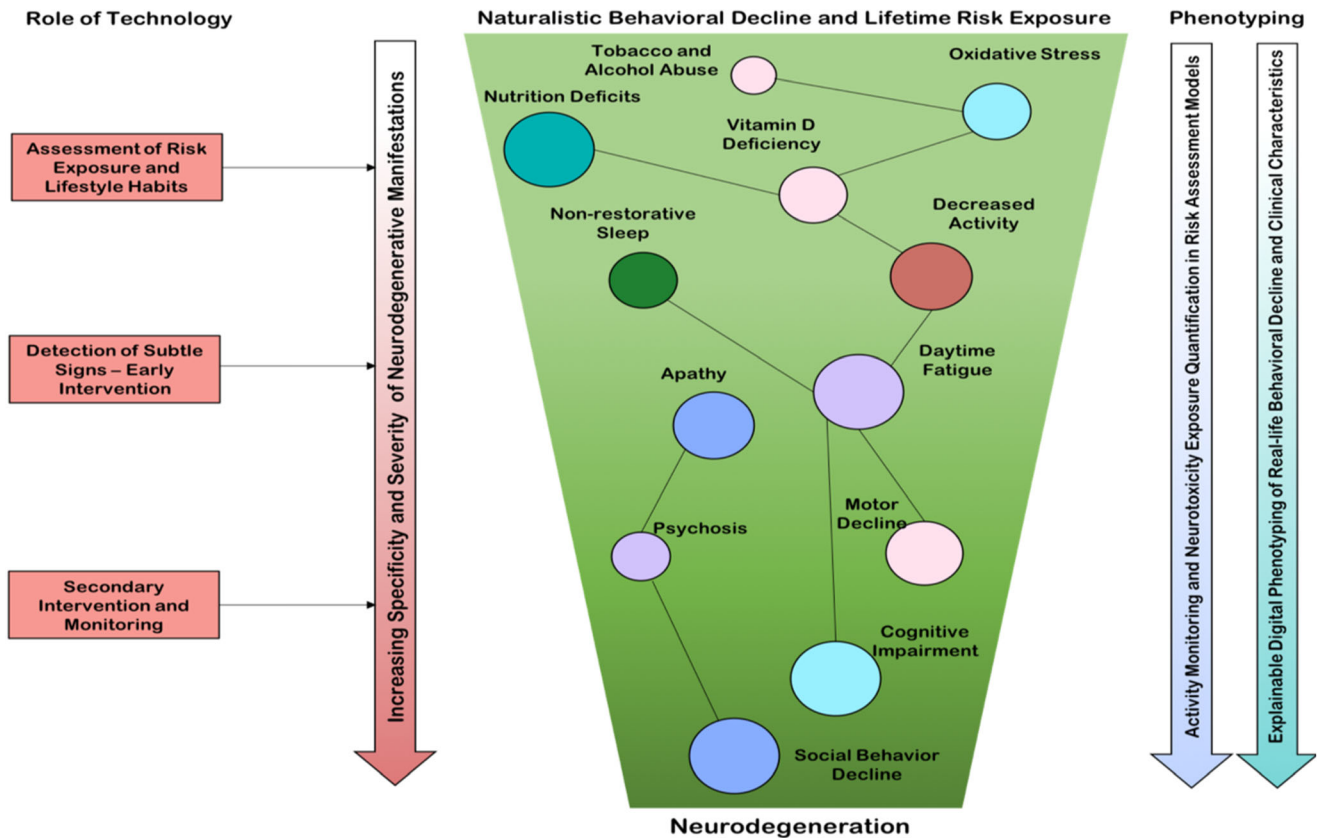 Role of Technology
Naturalistic Behavioral Decline and Lifetime Risk Exposure
Phenotyping
Assessment of Risk
Exposure and
Lifestyle Habits
Detection of Subtle
Signs – Early
Intervention
Secondary
Intervention and
Monitoring
Increasing Specificity and Severity of Neurodegenerative Manifestations
Tobacco and
Alcohol Abuse
Oxidative Stress
Nutrition Deficits
Vitamin D
Deficiency
Non-restorative
Sleep
Decreased
Activity
Daytime
Fatigue
Apathy
Psychosis
Motor
Decline
Cognitive
Impairment
Social Behavior
Decline
Neurodegeneration
Activity Monitoring and Neurotoxicity Exposure Quantification in Risk Assessment Models
Explainable Digital Phenotyping of Real-life Behavioral Decline and Clinical Characteristics